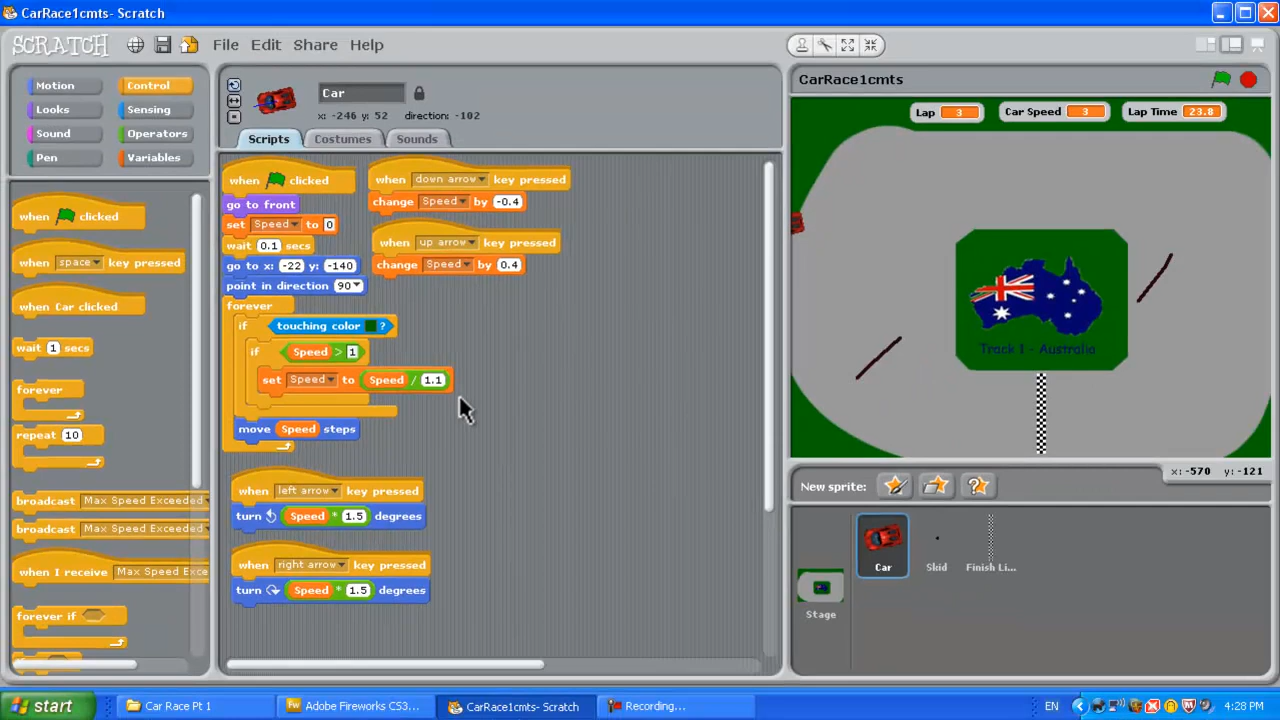 CarRace1cmts- Scratch
SCRATCH File Edit Share Help
Motion Control
Looks Sensing
Sound Operators
Pen Variables
when clicked
when space key pressed
when Car clicked
wait 1 secs
forever
repeat 10
broadcast Max Speed Exceeded
broadcast Max Speed Exceeded
when I receive Max Speed Exce
forever if
Car
x: -246 y: 52 direction: -102
Scripts Costumes Sounds
when clicked
go to front
set Speed to 0
wait 0.1 secs
go to x: -22 y: -140
point in direction 90
forever
if touching color ?
if Speed > 1
set Speed to Speed / 1.1
move Speed steps
when down arrow key pressed
change Speed by -0.4
when up arrow key pressed
change Speed by 0.4
when left arrow key pressed
turn Speed * 1.5 degrees
when right arrow key pressed
turn Speed * 1.5 degrees
CarRace1cmts
Lap 3 Car Speed 3 Lap Time 23.8
Track 1 - Australia
x: -570 y: -121
New sprite:
Car Skid Finish Li...
Stage
start Car Race Pt 1 Adobe Fireworks CS3... CarRace1cmts- Scratch Recording... EN 4:28 PM